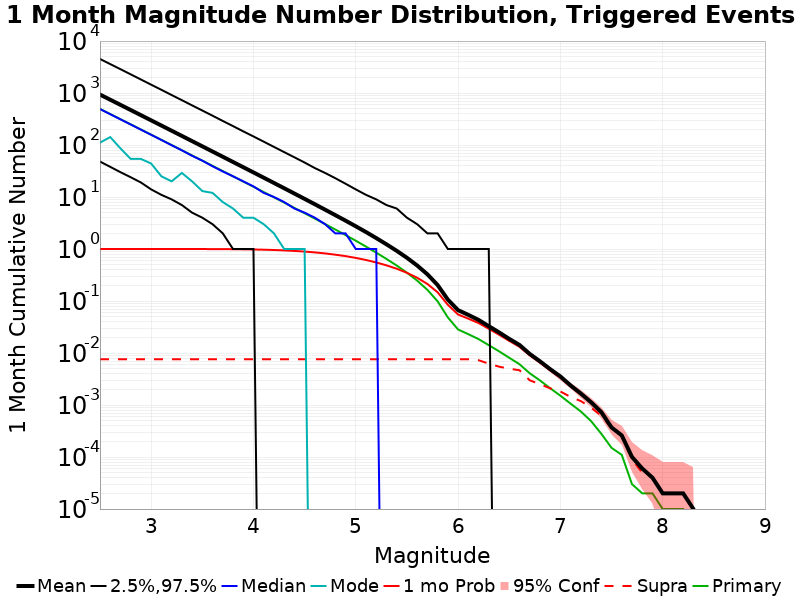 1 Month Magnitude Number Distribution, Triggered Events
1 Month Cumulative Number
10^4
10^3
10^2
10^1
10^0
10^-1
10^-2
10^-3
10^-4
10^-5
3 4 5 6 7 8 9
Magnitude
Mean 2.5%,97.5% Median Mode 1 mo Prob 95% Conf Supra Primary